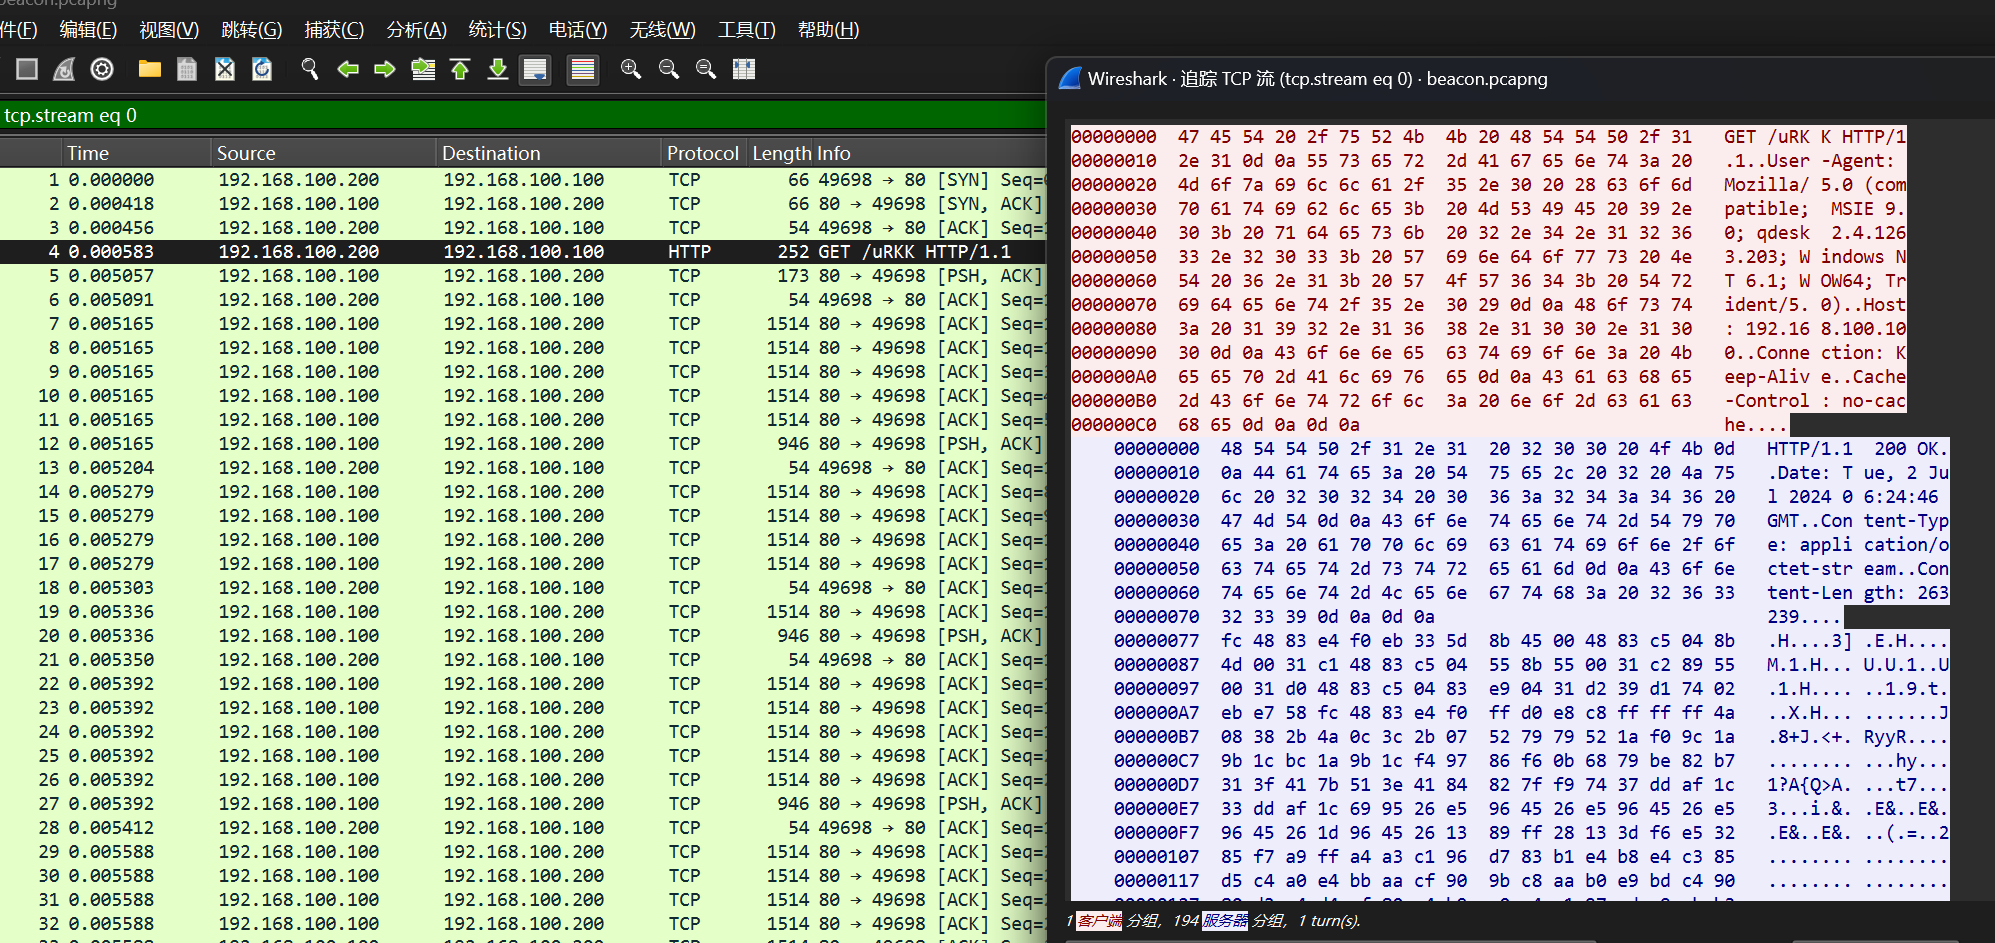 beacon.pcapng
件(F) 编辑(E) 视图(V) 跳转(G) 捕获(C) 分析(A) 统计(S) 电话(Y) 无线(W) 工具(T) 帮助(H)
tcp.stream eq 0
Time Source Destination Protocol Length Info
1 0.000000 192.168.100.200 192.168.100.100 TCP 66 49698 → 80 [SYN] Seq=
2 0.000418 192.168.100.100 192.168.100.200 TCP 66 80 → 49698 [SYN, ACK]
3 0.000456 192.168.100.200 192.168.100.100 TCP 54 49698 → 80 [ACK] Seq=
4 0.000583 192.168.100.200 192.168.100.100 HTTP 252 GET /uRKK HTTP/1.1
5 0.005057 192.168.100.100 192.168.100.200 TCP 173 80 → 49698 [PSH, ACK]
6 0.005091 192.168.100.200 192.168.100.100 TCP 54 49698 → 80 [ACK] Seq=
7 0.005165 192.168.100.100 192.168.100.200 TCP 1514 80 → 49698 [ACK] Seq=
8 0.005165 192.168.100.100 192.168.100.200 TCP 1514 80 → 49698 [ACK] Seq=
9 0.005165 192.168.100.100 192.168.100.200 TCP 1514 80 → 49698 [ACK] Seq=
10 0.005165 192.168.100.100 192.168.100.200 TCP 1514 80 → 49698 [ACK] Seq=
11 0.005165 192.168.100.100 192.168.100.200 TCP 1514 80 → 49698 [ACK] Seq=
12 0.005165 192.168.100.100 192.168.100.200 TCP 946 80 → 49698 [PSH, ACK]
13 0.005204 192.168.100.200 192.168.100.100 TCP 54 49698 → 80 [ACK] Seq=
14 0.005279 192.168.100.100 192.168.100.200 TCP 1514 80 → 49698 [ACK] Seq=
15 0.005279 192.168.100.100 192.168.100.200 TCP 1514 80 → 49698 [ACK] Seq=
16 0.005279 192.168.100.100 192.168.100.200 TCP 1514 80 → 49698 [ACK] Seq=
17 0.005279 192.168.100.100 192.168.100.200 TCP 1514 80 → 49698 [ACK] Seq=
18 0.005303 192.168.100.200 192.168.100.100 TCP 54 49698 → 80 [ACK] Seq=
19 0.005336 192.168.100.100 192.168.100.200 TCP 1514 80 → 49698 [ACK] Seq=
20 0.005336 192.168.100.100 192.168.100.200 TCP 946 80 → 49698 [PSH, ACK]
21 0.005350 192.168.100.200 192.168.100.100 TCP 54 49698 → 80 [ACK] Seq=
22 0.005392 192.168.100.100 192.168.100.200 TCP 1514 80 → 49698 [ACK] Seq=
23 0.005392 192.168.100.100 192.168.100.200 TCP 1514 80 → 49698 [ACK] Seq=
24 0.005392 192.168.100.100 192.168.100.200 TCP 1514 80 → 49698 [ACK] Seq=
25 0.005392 192.168.100.100 192.168.100.200 TCP 1514 80 → 49698 [ACK] Seq=
26 0.005392 192.168.100.100 192.168.100.200 TCP 1514 80 → 49698 [ACK] Seq=
27 0.005392 192.168.100.100 192.168.100.200 TCP 946 80 → 49698 [PSH, ACK]
28 0.005412 192.168.100.200 192.168.100.100 TCP 54 49698 → 80 [ACK] Seq=
29 0.005588 192.168.100.100 192.168.100.200 TCP 1514 80 → 49698 [ACK] Seq=
30 0.005588 192.168.100.100 192.168.100.200 TCP 1514 80 → 49698 [ACK] Seq=
31 0.005588 192.168.100.100 192.168.100.200 TCP 1514 80 → 49698 [ACK] Seq=
32 0.005588 192.168.100.100 192.168.100.200 TCP 1514 80 → 49698 [ACK] Seq=
Wireshark · 追踪 TCP 流 (tcp.stream eq 0) · beacon.pcapng
00000000 47 45 54 20 2f 75 52 4b 4b 20 48 54 54 50 2f 31 GET /uRK K HTTP/1
00000010 2e 31 0d 0a 55 73 65 72 2d 41 67 65 6e 74 3a 20 .1..User -Agent:
00000020 4d 6f 7a 69 6c 6c 61 2f 35 2e 30 20 28 63 6f 6d Mozilla/ 5.0 (com
00000030 70 61 74 69 62 6c 65 3b 20 4d 53 49 45 20 39 2e patible; MSIE 9.
00000040 30 3b 20 71 64 65 73 6b 20 32 2e 34 2e 31 32 36 0; qdesk 2.4.126
00000050 33 2e 32 30 33 3b 20 57 69 6e 64 6f 77 73 20 4e 3.203; W indows N
00000060 54 20 36 2e 31 3b 20 57 4f 57 36 34 3b 20 54 72 T 6.1; W OW64; Tr
00000070 69 64 65 6e 74 2f 35 2e 30 29 0d 0a 48 6f 73 74 ident/5. 0)..Host
00000080 3a 20 31 39 32 2e 31 36 38 2e 31 30 30 2e 31 30 : 192.16 8.100.10
00000090 30 0d 0a 43 6f 6e 6e 65 63 74 69 6f 6e 3a 20 4b 0..Conne ction: K
000000A0 65 65 70 2d 41 6c 69 76 65 0d 0a 43 61 63 68 65 eep-Aliv e..Cache
000000B0 2d 43 6f 6e 74 72 6f 6c 3a 20 6e 6f 2d 63 61 63 -Control : no-cac
000000C0 68 65 0d 0a 0d 0a he....
00000000 48 54 54 50 2f 31 2e 31 20 32 30 30 20 4f 4b 0d HTTP/1.1 200 OK.
00000010 0a 44 61 74 65 3a 20 54 75 65 2c 20 32 20 4a 75 .Date: T ue, 2 Ju
00000020 6c 20 32 30 32 34 20 30 36 3a 32 34 3a 34 36 20 l 2024 0 6:24:46
00000030 47 4d 54 0d 0a 43 6f 6e 74 65 6e 74 2d 54 79 70 GMT..Con tent-Typ
00000040 65 3a 20 61 70 70 6c 69 63 61 74 69 6f 6e 2f 6f e: appli cation/o
00000050 63 74 65 74 2d 73 74 72 65 61 6d 0d 0a 43 6f 6e ctet-str eam..Con
00000060 74 65 6e 74 2d 4c 65 6e 67 74 68 3a 20 32 36 33 tent-Len gth: 263
00000070 32 33 39 0d 0a 0d 0a 239....
00000077 fc 48 83 e4 f0 eb 33 5d 8b 45 00 48 83 c5 04 8b .H....3] .E.H....
00000087 4d 00 31 c1 48 83 c5 04 55 8b 55 00 31 c2 89 55 M.1.H... U.U.1..U
00000097 00 31 d0 48 83 c5 04 83 e9 04 31 d2 39 d1 74 02 .1.H.... ..1.9.t.
000000A7 eb e7 58 fc 48 83 e4 f0 ff d0 e8 c8 ff ff ff 4a ..X.H... .......J
000000B7 08 38 2b 4a 0c 3c 2b 07 52 79 79 52 1a f0 9c 1a .8+J.<+. RyyR....
000000C7 9b 1c bc 1a 9b 1c f4 97 86 f6 0b 68 79 be 82 b7 ........ ...hy...
000000D7 31 3f 41 7b 51 3e 41 84 82 7f f9 74 37 dd af 1c 1?A{Q>A. ...t7...
000000E7 33 dd af 1c 69 95 26 e5 96 45 26 e5 96 45 26 e5 3...i.&. .E&..E&.
000000F7 96 45 26 1d 96 45 26 13 89 ff 28 13 3d f6 e5 32 .E&..E&. ..(.=..2
00000107 85 f7 a9 ff a4 a3 c1 96 d7 83 b1 e4 b8 e4 c3 85 ........ ........
00000117 d5 c4 a0 e4 bb aa cf 90 9b c8 aa b0 e9 bd c4 90 ........ ........
1 客户端 分组, 194 服务器 分组, 1 turn(s).